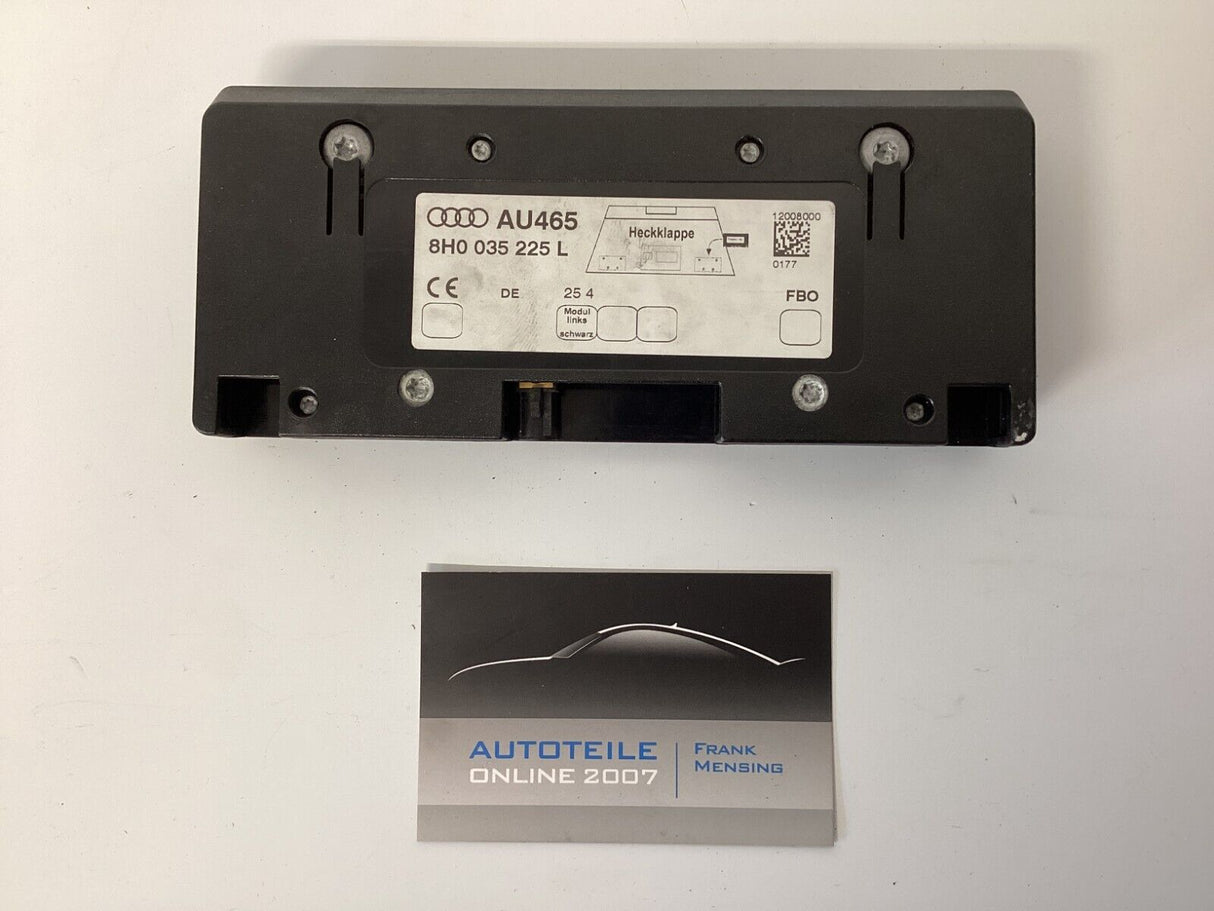 AU465
8H0 035 225 L
Heckklappe
12008000
0177
CE
DE
25 4
FBO
Modul
links
schwarz
AUTOTEILE
ONLINE 2007
FRANK
MENSING